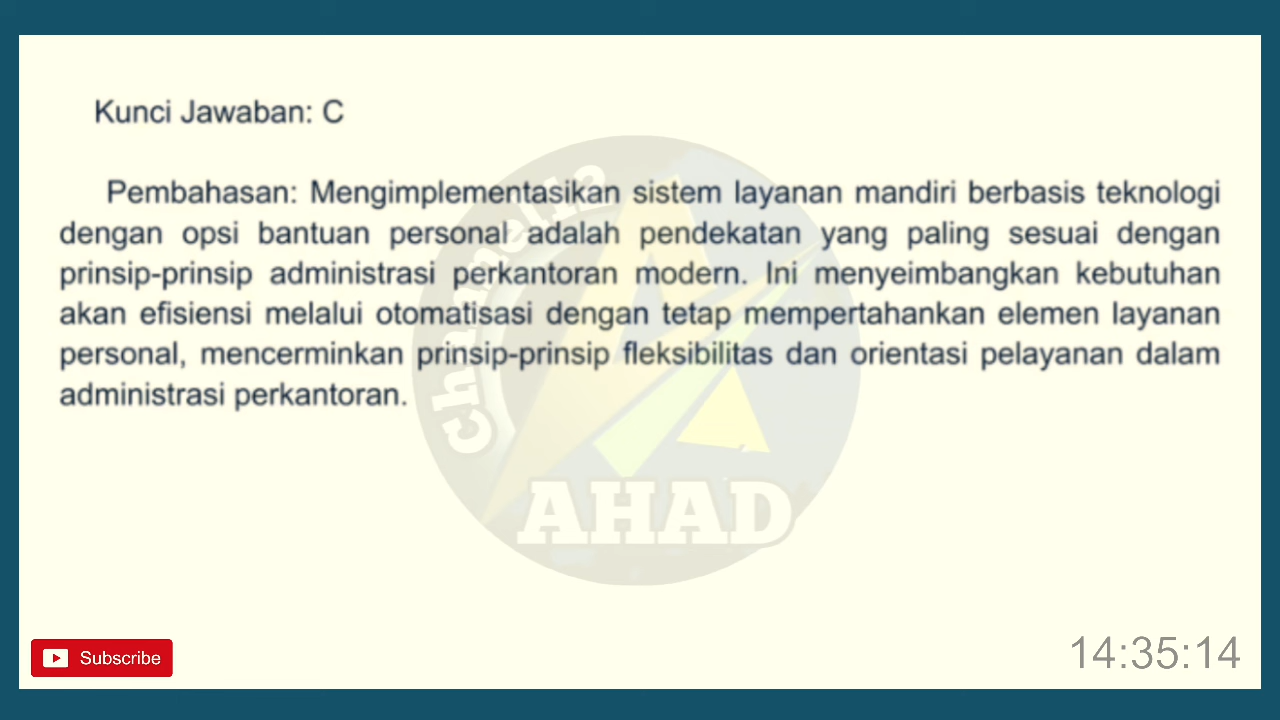 Kunci Jawaban: C
Pembahasan: Mengimplementasikan sistem layanan mandiri berbasis teknologi
dengan opsi bantuan personal adalah pendekatan yang paling sesuai dengan
prinsip-prinsip administrasi perkantoran modern. Ini menyeimbangkan kebutuhan
akan efisiensi melalui otomatisasi dengan tetap mempertahankan elemen layanan
personal, mencerminkan prinsip-prinsip fleksibilitas dan orientasi pelayanan dalam
administrasi perkantoran.
Channel72
AHAD
Subscribe
14:35:14